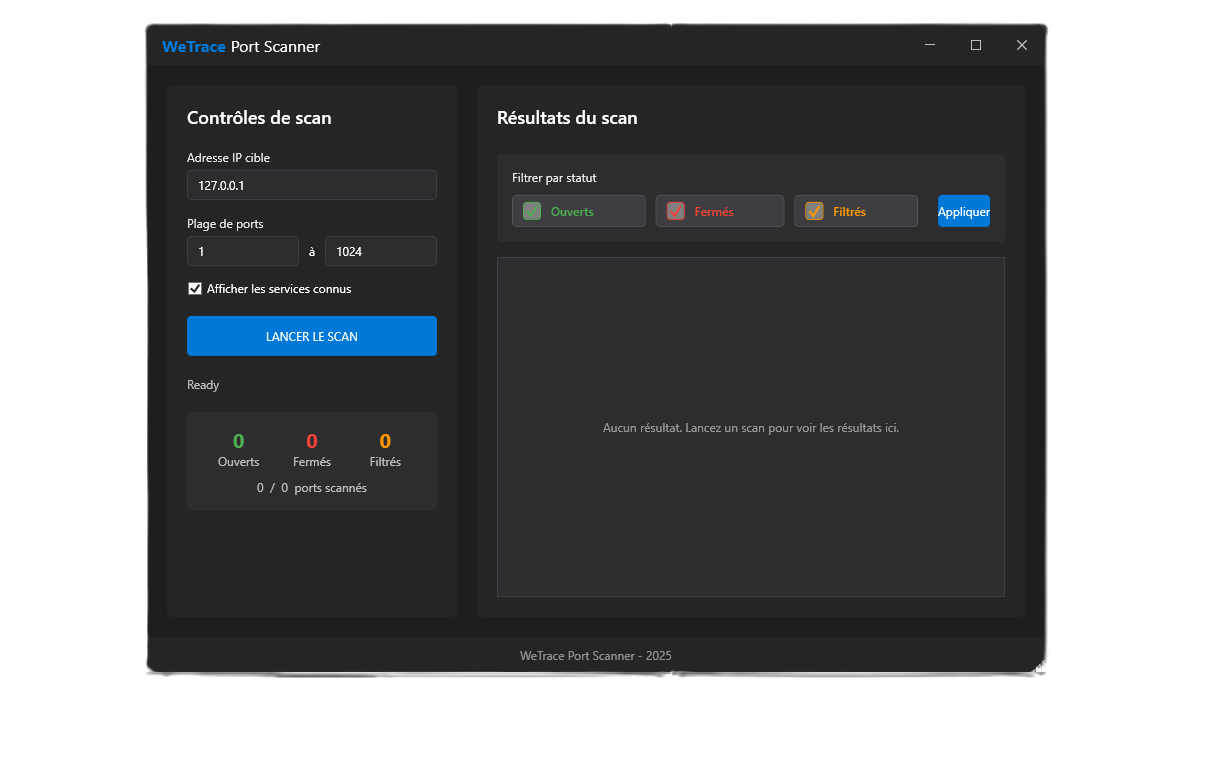 WeTrace Port Scanner
Contrôles de scan
Adresse IP cible
127.0.0.1
Plage de ports
1 à 1024
Afficher les services connus
LANCER LE SCAN
Ready
0 0 0
Ouverts Fermés Filtrés
0 / 0 ports scannés
Résultats du scan
Filtrer par statut
Ouverts Fermés Filtrés Appliquer
Aucun résultat. Lancez un scan pour voir les résultats ici.
WeTrace Port Scanner - 2025